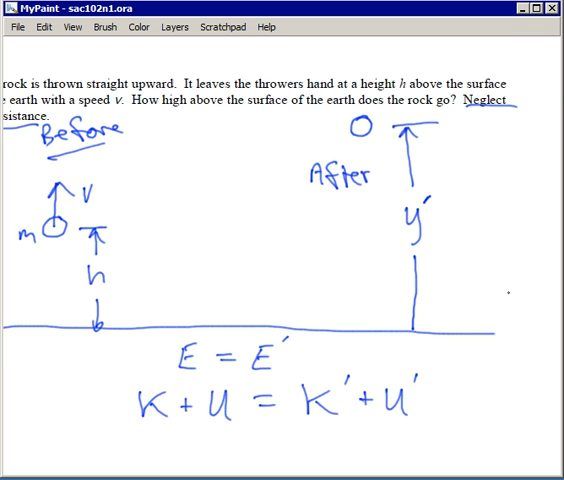 MyPaint - sac102n1.ora
File Edit View Brush Color Layers Scratchpad Help
rock is thrown straight upward. It leaves the throwers hand at a height h above the surface
earth with a speed v. How high above the surface of the earth does the rock go? Neglect
sistance.
Before
After
v
m
h
y'
E = E'
K + U = K' + U'